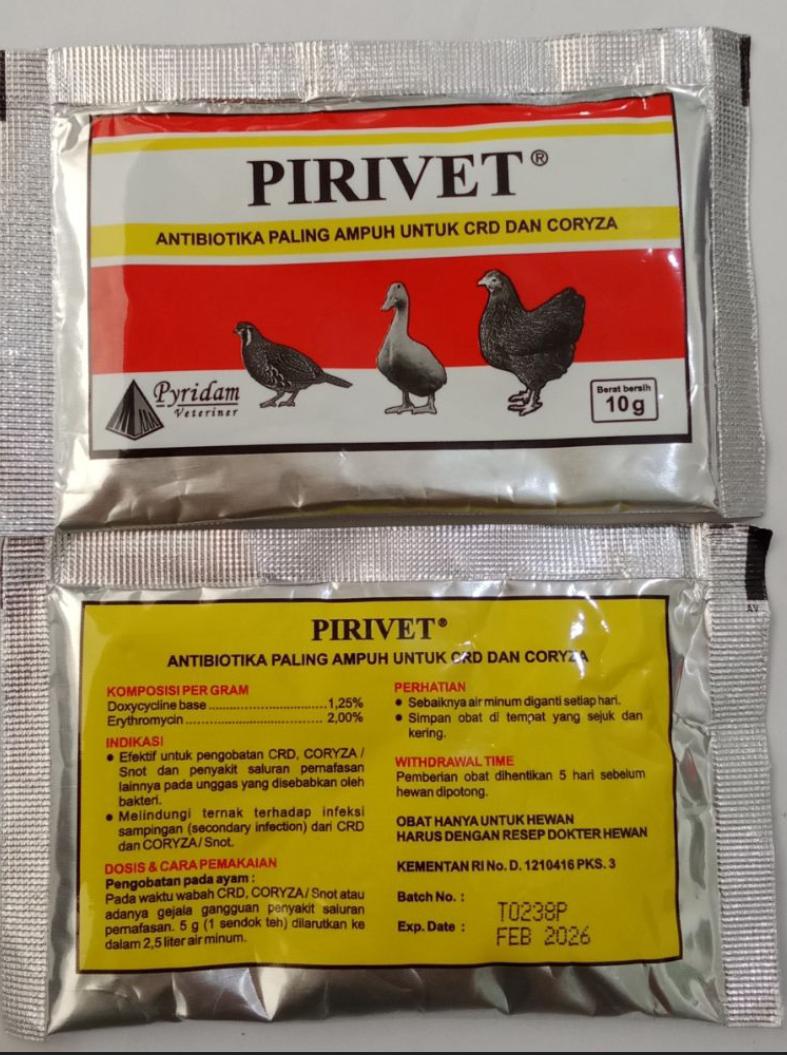 PIRIVET®
ANTIBIOTIKA PALING AMPUH UNTUK CRD DAN CORYZA
Pyridam
Veteriner
Berat bersih
10 g
AV
PIRIVET®
ANTIBIOTIKA PALING AMPUH UNTUK CRD DAN CORYZA
KOMPOSISI PER GRAM
Doxycycline base ........................ 1,25%
Erythromycin ............................. 2,00%
INDIKASI
● Efektif untuk pengobatan CRD, CORYZA /
Snot dan penyakit saluran pernafasan
lainnya pada unggas yang disebabkan oleh
bakteri.
● Melindungi ternak terhadap infeksi
sampingan (secondary infection) dari CRD
dan CORYZA/ Snot.
DOSIS & CARA PEMAKAIAN
Pengobatan pada ayam :
Pada waktu wabah CRD, CORYZA/ Snot atau
adanya gejala gangguan penyakit saluran
pernafasan. 5 g (1 sendok teh) dilarutkan ke
dalam 2,5 liter air minum.
PERHATIAN
● Sebaiknya air minum diganti setiap hari.
● Simpan obat di tempat yang sejuk dan
kering.
WITHDRAWAL TIME
Pemberian obat dihentikan 5 hari sebelum
hewan dipotong.
OBAT HANYA UNTUK HEWAN
HARUS DENGAN RESEP DOKTER HEWAN
KEMENTAN RI No. D. 1210416 PKS. 3
Batch No. : T0238P
Exp. Date : FEB 2026